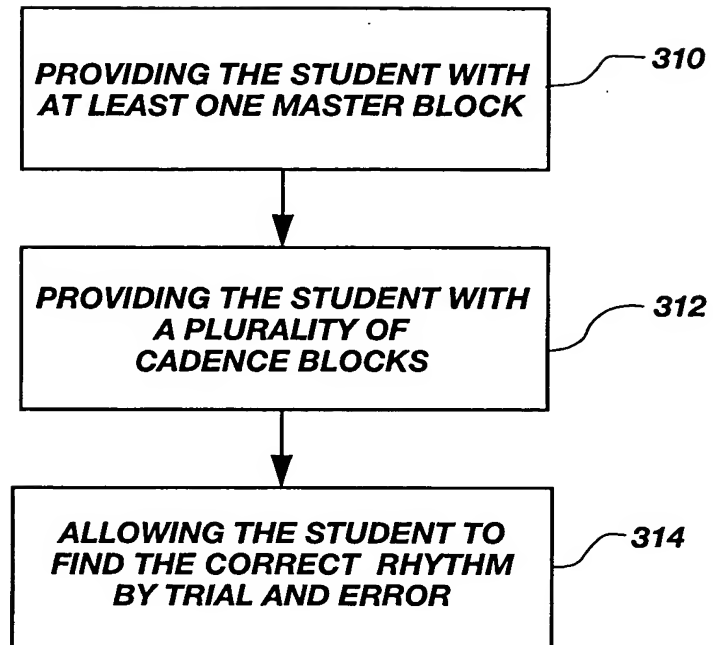 PROVIDING THE STUDENT WITH
AT LEAST ONE MASTER BLOCK
310
PROVIDING THE STUDENT WITH
A PLURALITY OF
CADENCE BLOCKS
312
ALLOWING THE STUDENT TO
FIND THE CORRECT RHYTHM
BY TRIAL AND ERROR
314